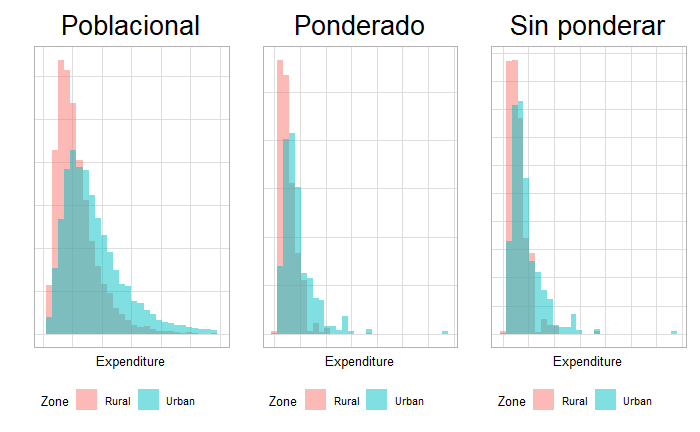 Poblacional
Ponderado
Sin ponderar
Expenditure
Expenditure
Expenditure
Zone Rural Urban
Zone Rural Urban
Zone Rural Urban